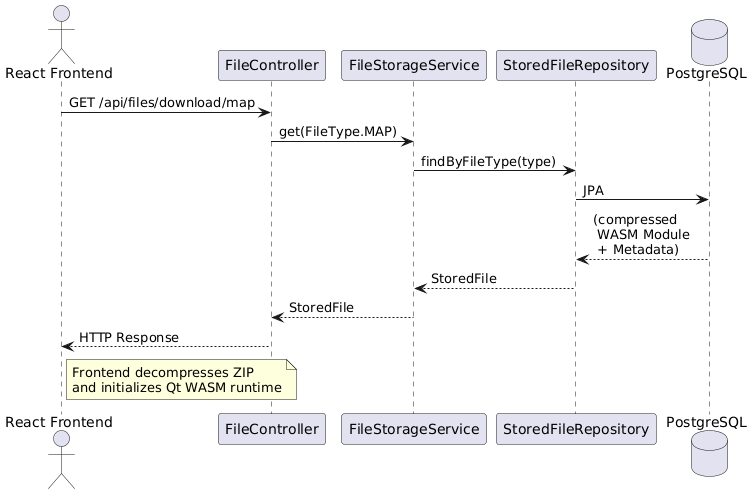 React Frontend
FileController
FileStorageService
StoredFileRepository
PostgreSQL
GET /api/files/download/map
get(FileType.MAP)
findByFileType(type)
JPA
(compressed
WASM Module
+ Metadata)
StoredFile
StoredFile
HTTP Response
Frontend decompresses ZIP
and initializes Qt WASM runtime
React Frontend
FileController
FileStorageService
StoredFileRepository
PostgreSQL